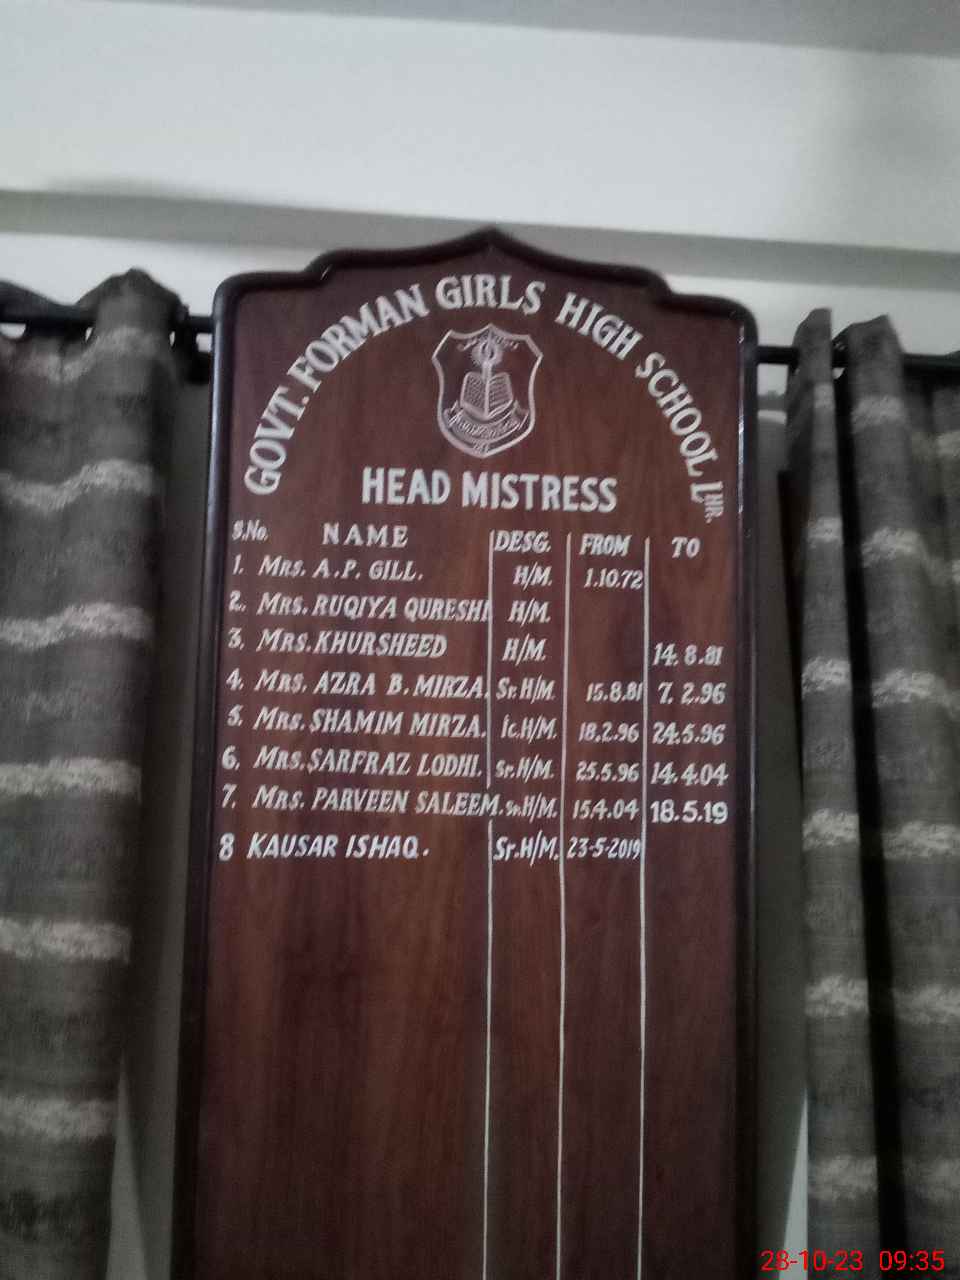 GOVT. FORMAN GIRLS HIGH SCHOOL LHR.
HEAD MISTRESS
S.No. NAME DESG. FROM TO
1. MRS. A.P. GILL. H/M. 1.10.72
2. MRS. RUQIYA QURESHI H/M.
3. MRS. KHURSHEED H/M. 14.8.81
4. MRS. AZRA B. MIRZA. Sr.H/M. 15.8.81 7.2.96
5. MRS. SHAMIM MIRZA. Ic.H/M. 18.2.96 24.5.96
6. MRS. SARFRAZ LODHI. Sr.H/M. 25.5.96 14.4.04
7. MRS. PARVEEN SALEEM. Sr.H/M. 15.4.04 18.5.19
8 KAUSAR ISHAQ. Sr.H/M. 23-5-2019
28-10-23 09:35